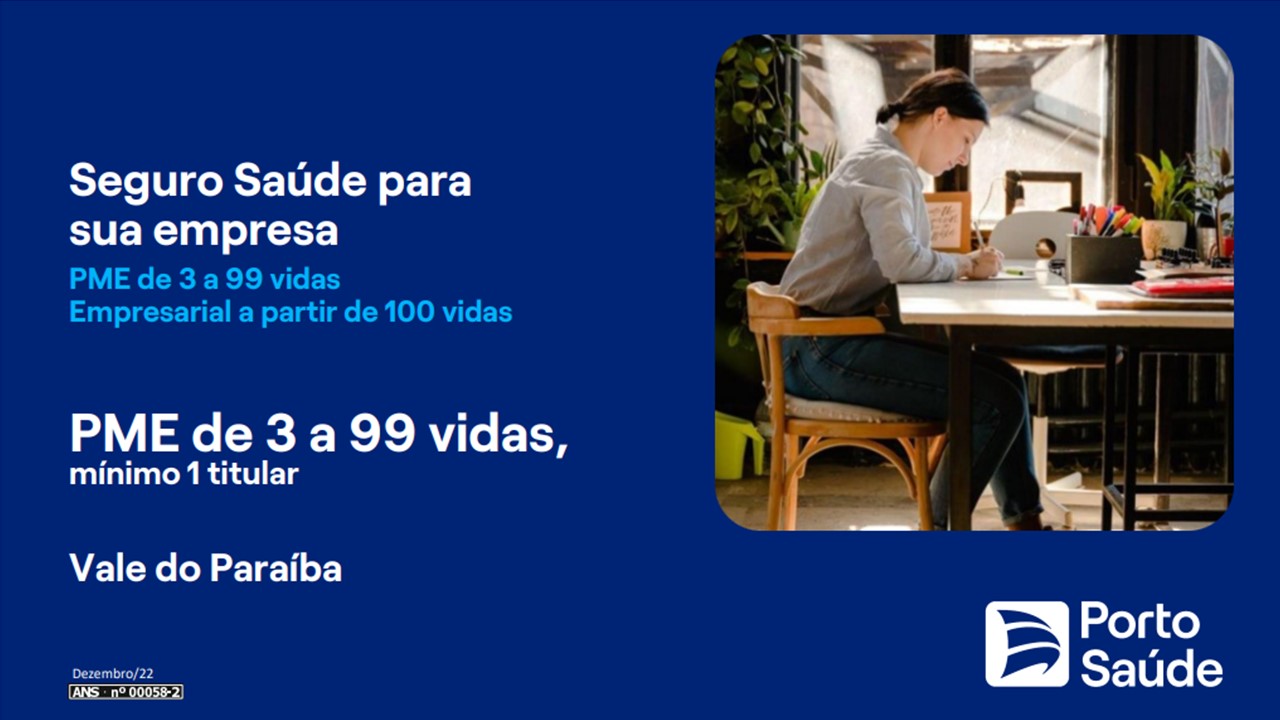 Seguro Saúde para
sua empresa
PME de 3 a 99 vidas
Empresarial a partir de 100 vidas
PME de 3 a 99 vidas,
mínimo 1 titular
Vale do Paraíba
Dezembro/22
ANS · nº 00058-2
Porto
Saúde